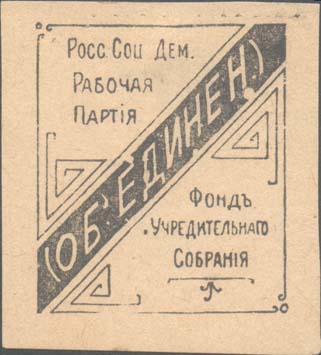 Росс. Соц Дем.
Рабочая
Партія
(Об'единен.)
Фондъ
Учредительнаго
Собранія